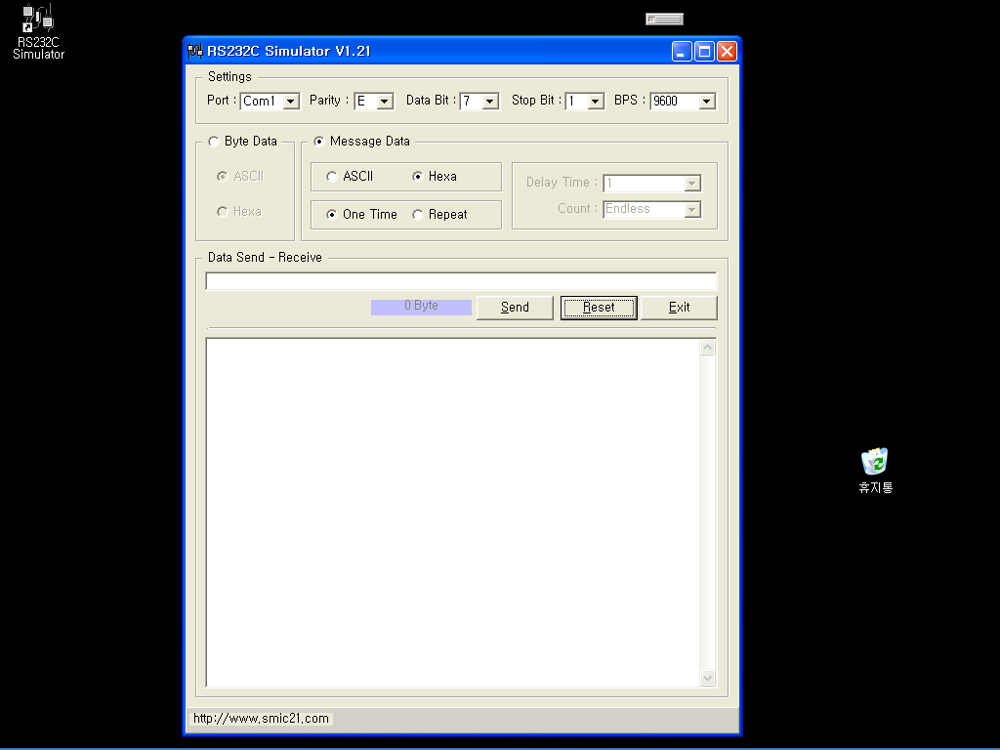 RS232C
Simulator
RS232C Simulator V1.21
Settings
Port : Com1 Parity : E Data Bit : 7 Stop Bit : 1 BPS : 9600
Byte Data
ASCII
Hexa
Message Data
ASCII Hexa
One Time Repeat
Delay Time : 1
Count : Endless
Data Send - Receive
0 Byte Send Reset Exit
휴지통
http://www.smic21.com